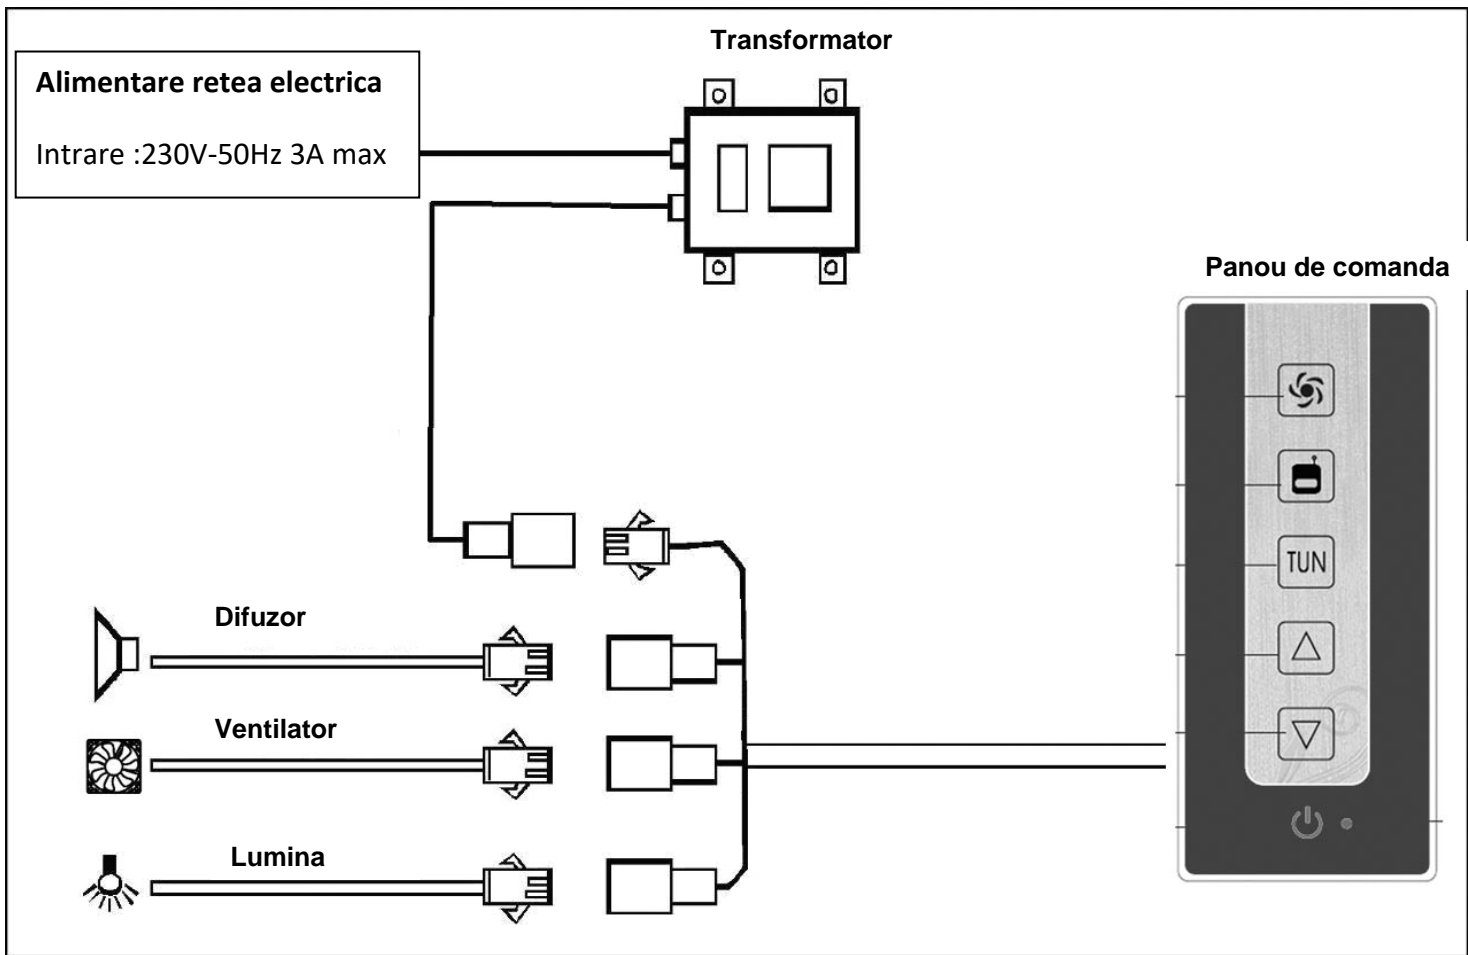 Transformator
Alimentare retea electrica
Intrare :230V-50Hz 3A max
Panou de comanda
TUN
Difuzor
Ventilator
Lumina